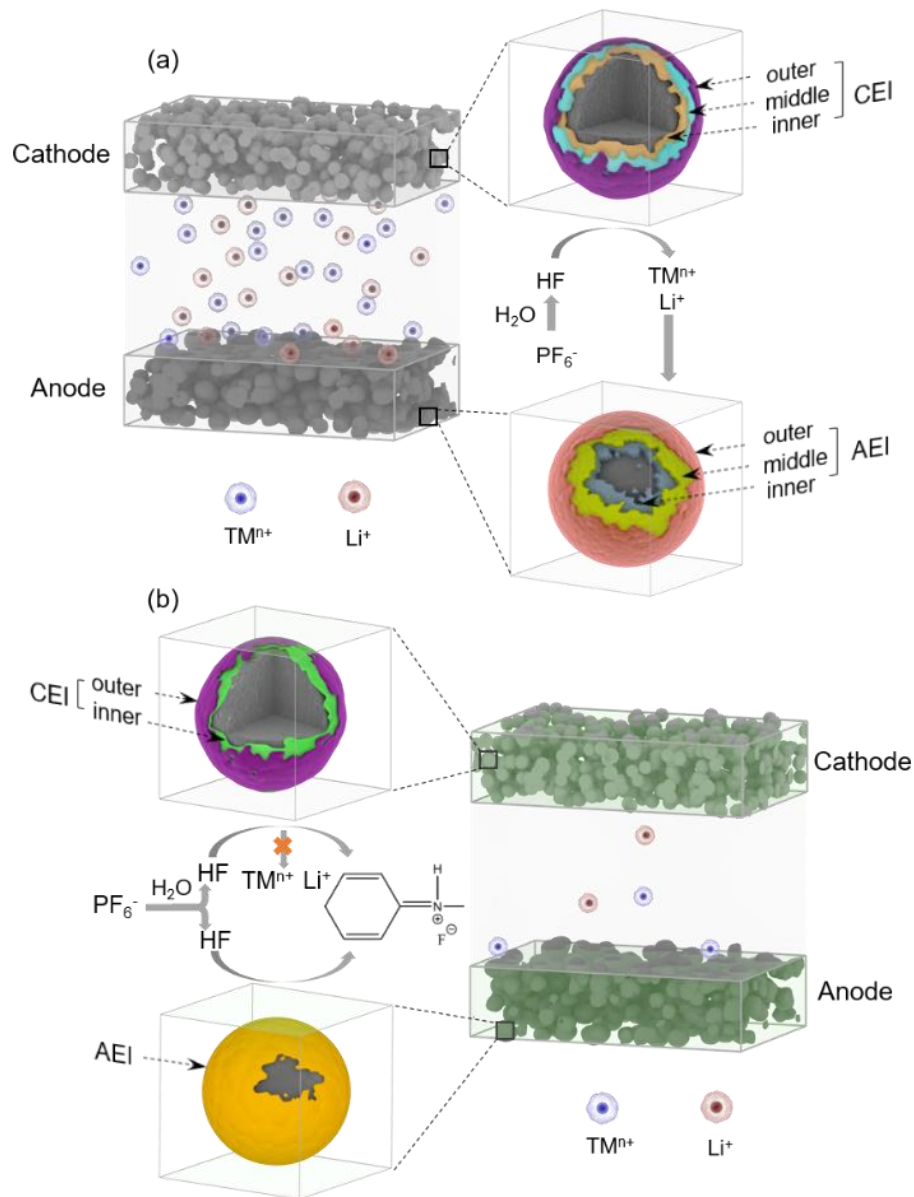 (a)
Cathode
outer
middle
inner
CEI
HF
H₂O
PF₆⁻
TMⁿ⁺
Li⁺
Anode
outer
middle
inner
AEI
TMⁿ⁺
Li⁺
(b)
CEI
outer
inner
Cathode
PF₆⁻
H₂O
HF
HF
TMⁿ⁺ Li⁺
H
N
⊕
F⊖
Anode
AEI
TMⁿ⁺
Li⁺